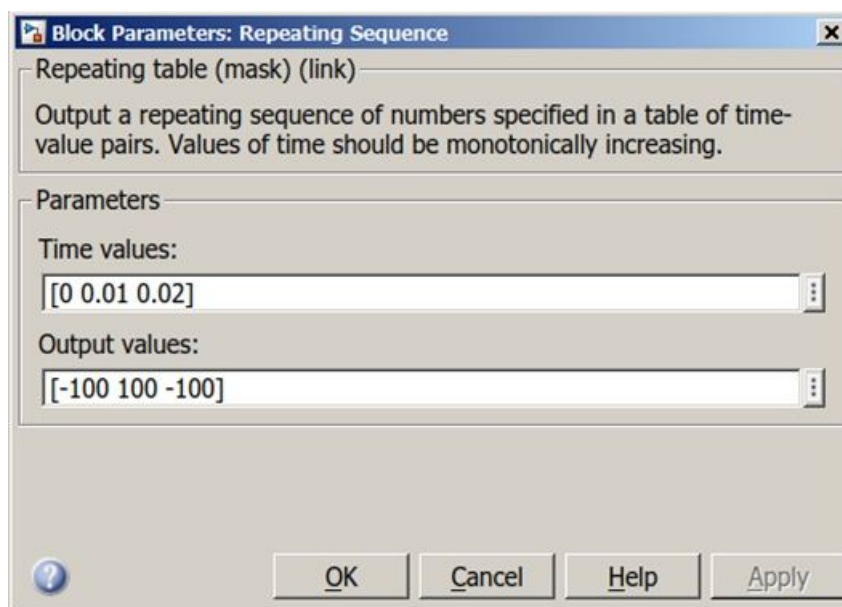 Block Parameters: Repeating Sequence
Repeating table (mask) (link)
Output a repeating sequence of numbers specified in a table of time-
value pairs. Values of time should be monotonically increasing.
Parameters
Time values:
[0 0.01 0.02]
Output values:
[-100 100 -100]
OK Cancel Help Apply